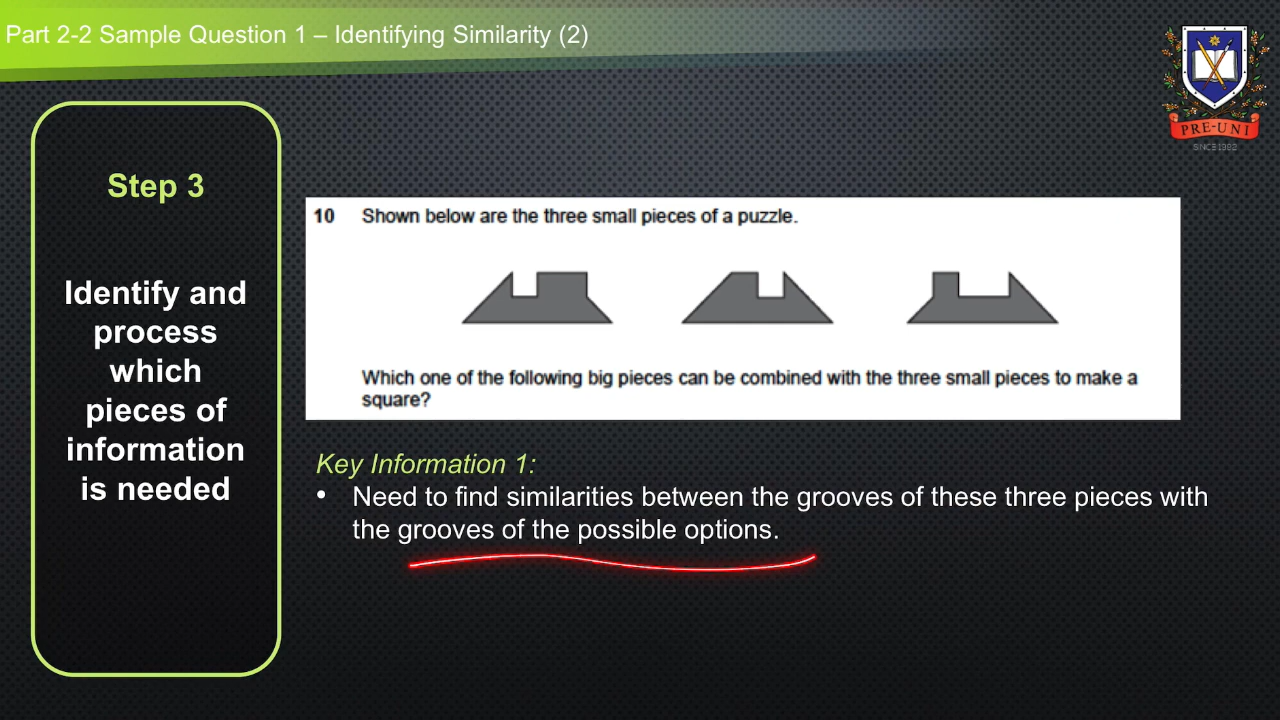 Part 2-2 Sample Question 1 – Identifying Similarity (2)
PRE-UNI
SINCE 1992
Step 3
Identify and
process
which
pieces of
information
is needed
10 Shown below are the three small pieces of a puzzle.
Which one of the following big pieces can be combined with the three small pieces to make a
square?
Key Information 1:
• Need to find similarities between the grooves of these three pieces with
the grooves of the possible options.